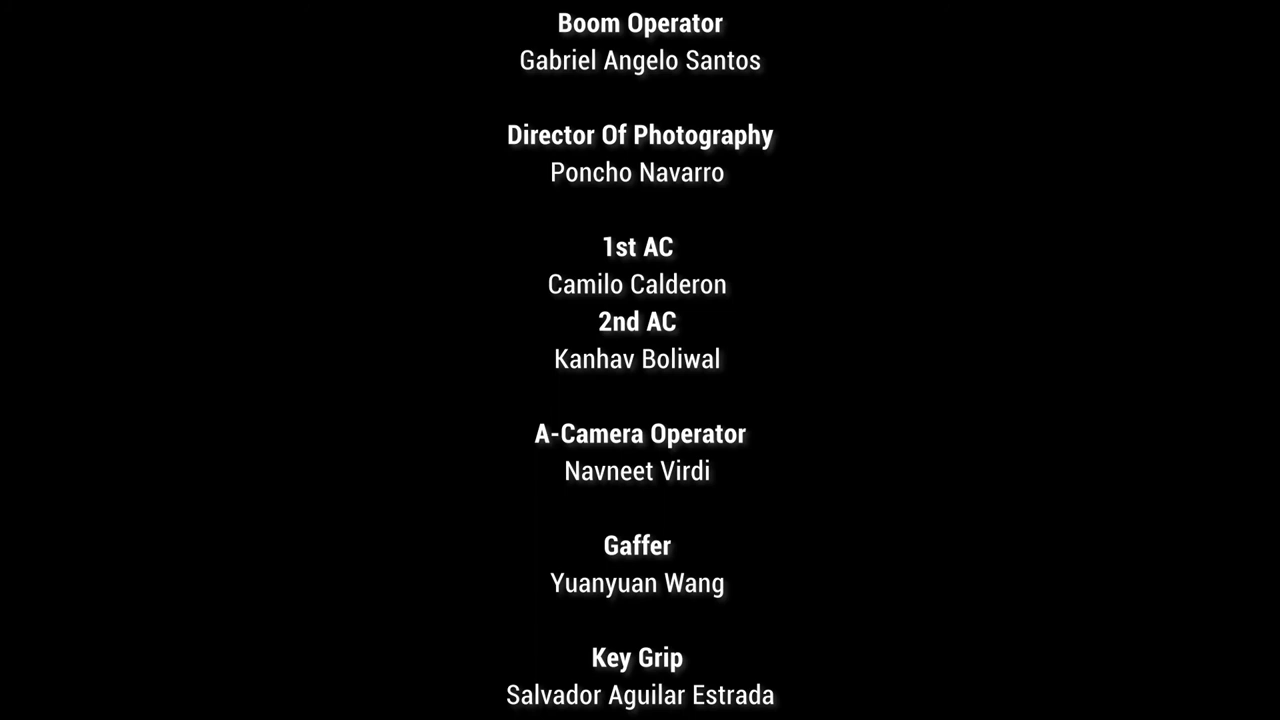 Boom Operator
Gabriel Angelo Santos
Director Of Photography
Poncho Navarro
1st AC
Camilo Calderon
2nd AC
Kanhav Boliwal
A-Camera Operator
Navneet Virdi
Gaffer
Yuanyuan Wang
Key Grip
Salvador Aguilar Estrada